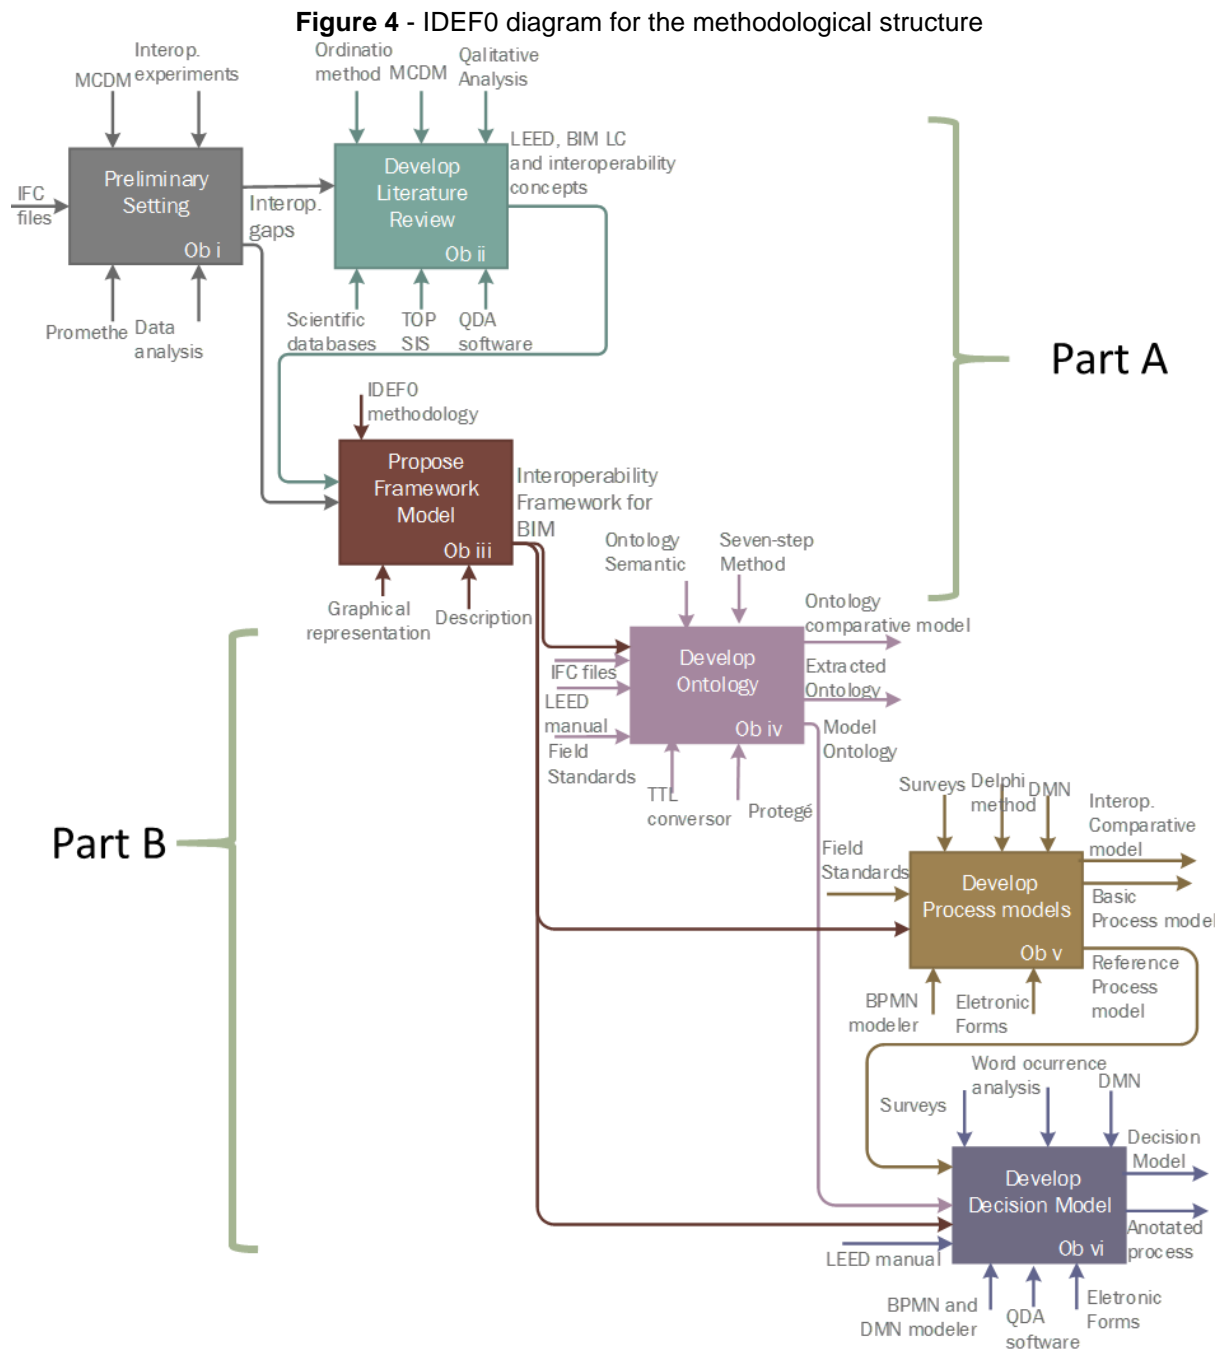 Figure 4 - IDEF0 diagram for the methodological structure
MCDM
Interop.
experiments
IFC
files
Preliminary
Setting
Ob i
Promethe
Data
analysis
Interop.
gaps
Ordinatio
method
MCDM
Qalitative
Analysis
Develop
Literature
Review
Ob ii
LEED, BIM LC
and interoperability
concepts
Scientific
databases
TOP
SIS
QDA
software
Part A
IDEF0
methodology
Propose
Framework
Model
Ob iii
Interoperability
Framework for
BIM
Graphical
representation
Description
Ontology
Semantic
Seven-step
Method
IFC files
LEED
manual
Field
Standards
Develop
Ontology
Ob iv
Ontology
comparative model
Extracted
Ontology
Model
Ontology
TTL
conversor
Protegé
Part B
Surveys
Delphi
method
DMN
Field
Standards
Develop
Process models
Ob v
Interop.
Comparative
model
Basic
Process model
Reference
Process
model
BPMN
modeler
Eletronic
Forms
Surveys
Word ocurrence
analysis
DMN
Develop
Decision Model
Ob vi
Decision
Model
Anotated
process
LEED manual
BPMN and
DMN modeler
QDA
software
Eletronic
Forms